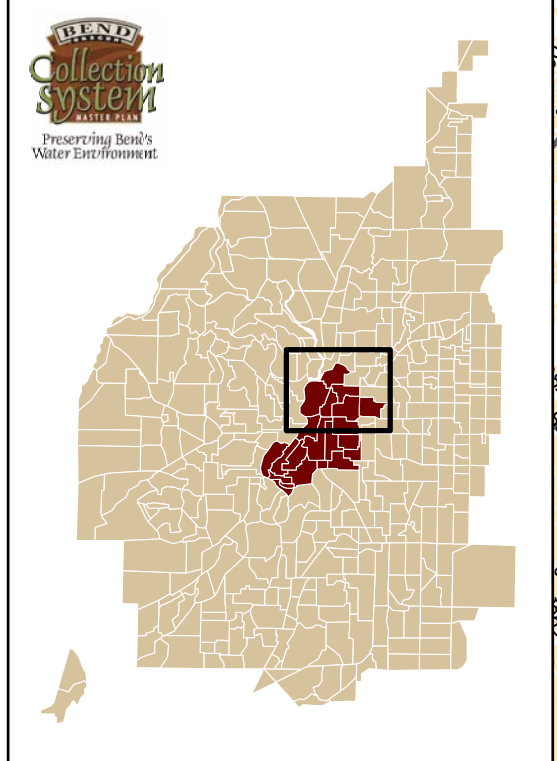 BEND
OREGON
Collection
System
MASTER PLAN
Preserving Bend's
Water Environment